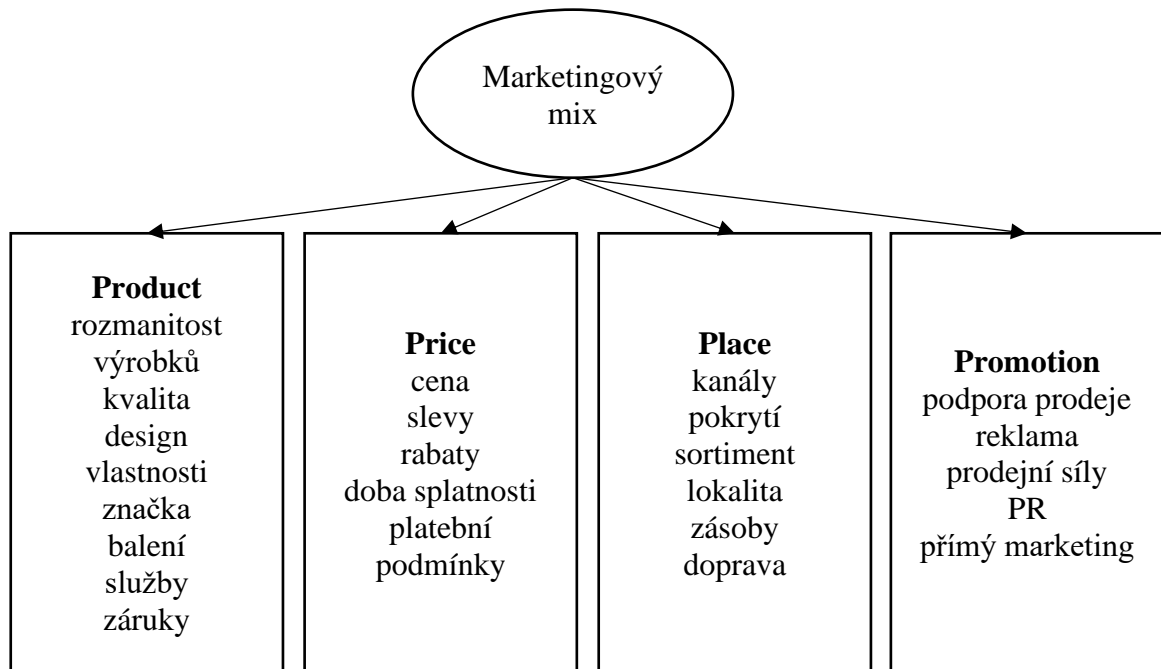 Marketingový
mix
Product
rozmanitost
výrobků
kvalita
design
vlastnosti
značka
balení
služby
záruky
Price
cena
slevy
rabaty
doba splatnosti
platební
podmínky
Place
kanály
pokrytí
sortiment
lokalita
zásoby
doprava
Promotion
podpora prodeje
reklama
prodejní síly
PR
přímý marketing